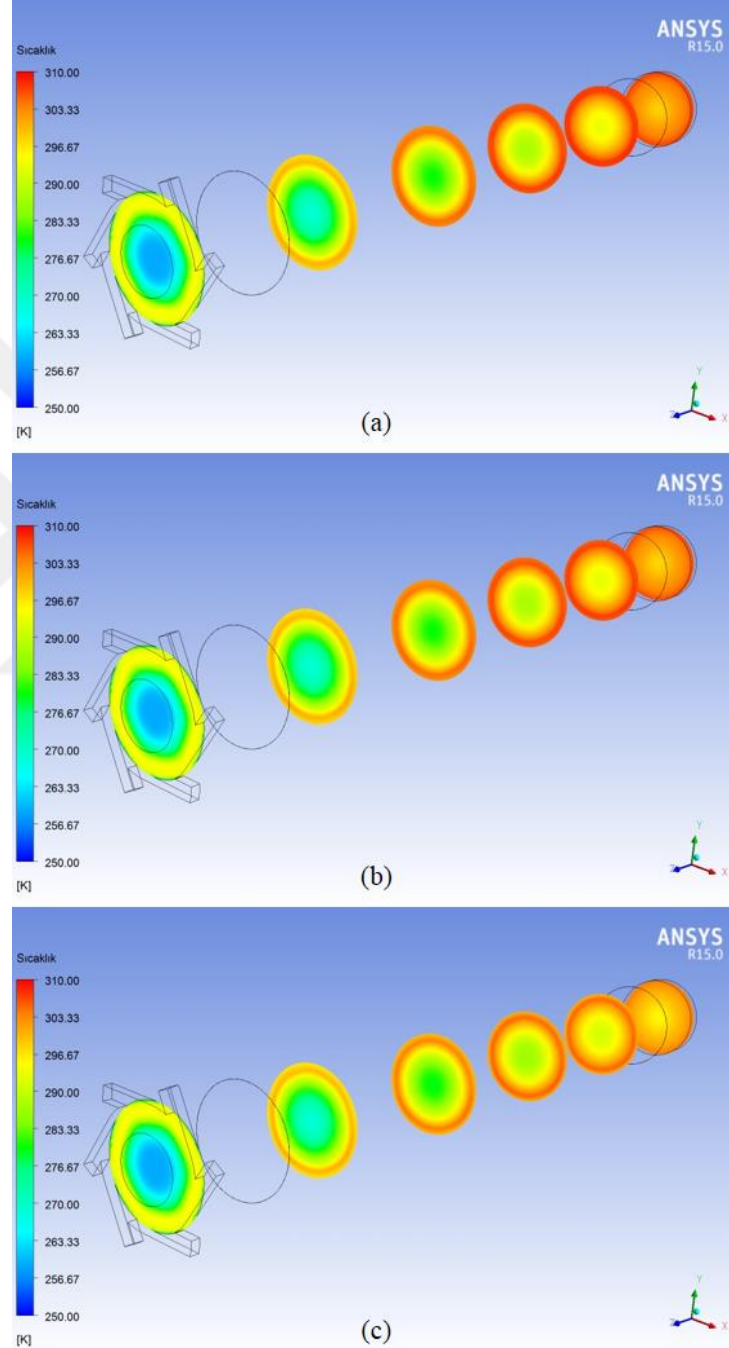 ANSYS
R15.0
Sıcaklık
310.00
303.33
296.67
290.00
283.33
276.67
270.00
263.33
256.67
250.00
[K]
Y
Z
X
(a)
ANSYS
R15.0
Sıcaklık
310.00
303.33
296.67
290.00
283.33
276.67
270.00
263.33
256.67
250.00
[K]
Y
Z
X
(b)
ANSYS
R15.0
Sıcaklık
310.00
303.33
296.67
290.00
283.33
276.67
270.00
263.33
256.67
250.00
[K]
Y
Z
X
(c)